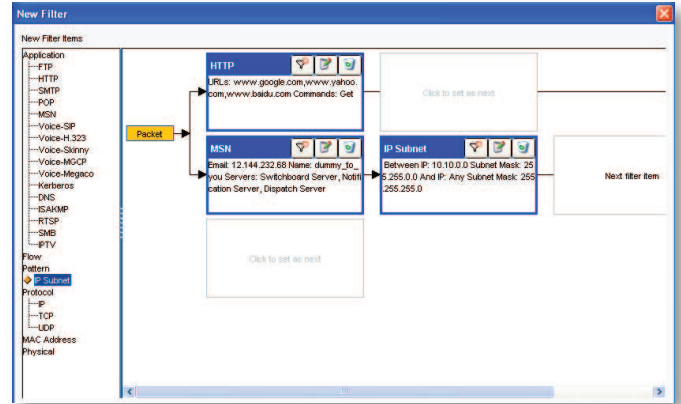 New Filter
New Filter Items
Application
FTP
HTTP
SMTP
POP
MSN
Voice-SIP
Voice-H.323
Voice-Skinny
Voice-MGCP
Voice-Megaco
Kerberos
DNS
ISAKMP
RTSP
SMB
IPTV
Flow
Pattern
IP Subnet
Protocol
IP
TCP
UDP
MAC Address
Physical
Packet
HTTP
URLs: www.google.com,www.yahoo.
com,www.baidu.com Commands: Get
Click to set as next
MSN
Email: 12.144.232.68 Name: dummy_to_
you Servers: Switchboard Server, Notifi
cation Server, Dispatch Server
IP Subnet
Between IP: 10.10.0.0 Subnet Mask: 25
5.255.0.0 And IP: Any Subnet Mask: 255
.255.255.0
Next filter item
Click to set as next